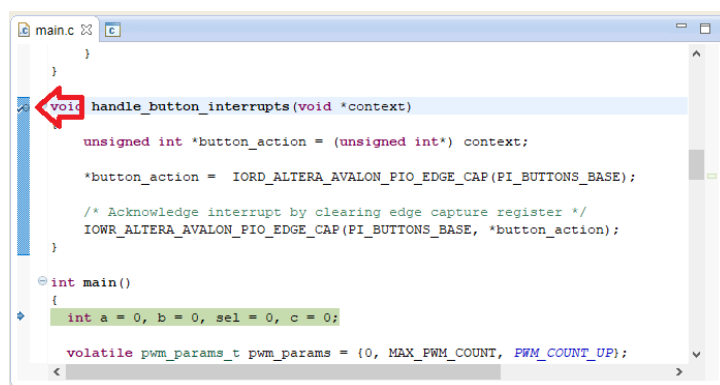 main.c
}
}
void handle_button_interrupts(void *context)
{
unsigned int *button_action = (unsigned int*) context;
*button_action =  IORD_ALTERA_AVALON_PIO_EDGE_CAP(PI_BUTTONS_BASE);
/* Acknowledge interrupt by clearing edge capture register */
IOWR_ALTERA_AVALON_PIO_EDGE_CAP(PI_BUTTONS_BASE, *button_action);
}
int main()
{
int a = 0, b = 0, sel = 0, c = 0;
volatile pwm_params_t pwm_params = {0, MAX_PWM_COUNT, PWM_COUNT_UP};